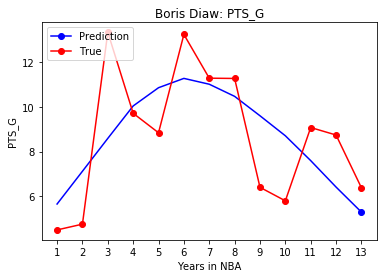 Boris Diaw: PTS_G
Prediction
True
PTS_G
12
10
8
6
1 2 3 4 5 6 7 8 9 10 11 12 13
Years in NBA